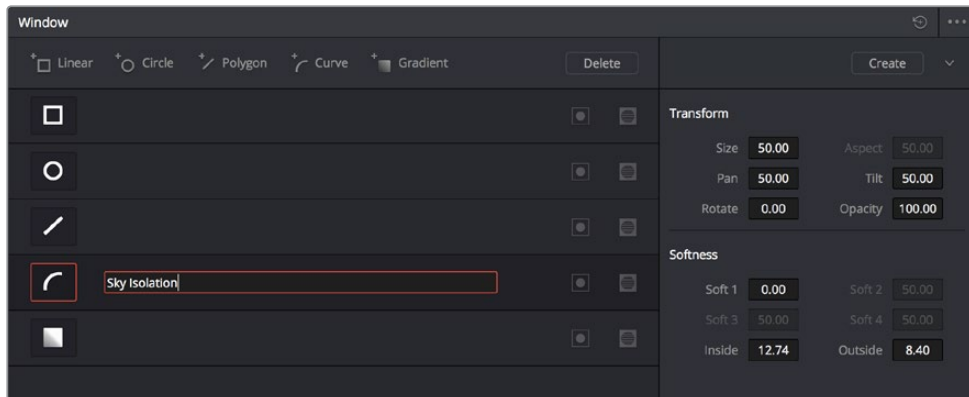 Window
Linear Circle Polygon Curve Gradient Delete Create
Transform
Size 50.00 Aspect 50.00
Pan 50.00 Tilt 50.00
Rotate 0.00 Opacity 100.00
Sky Isolation
Softness
Soft 1 0.00 Soft 2 50.00
Soft 3 50.00 Soft 4 50.00
Inside 12.74 Outside 8.40